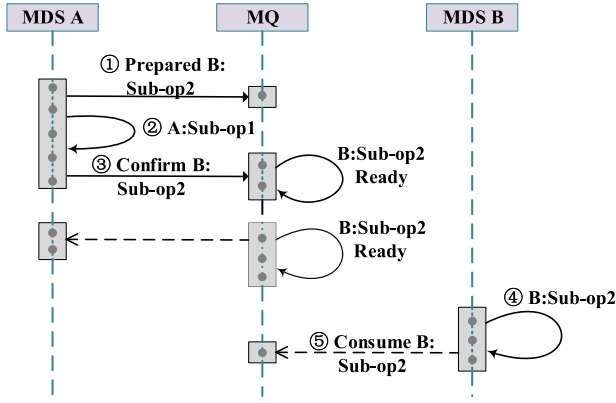 MDS A
MQ
MDS B
① Prepared B:
Sub-op2
② A:Sub-op1
③ Confirm B:
Sub-op2
B:Sub-op2
Ready
B:Sub-op2
Ready
④ B:Sub-op2
⑤ Consume B:
Sub-op2